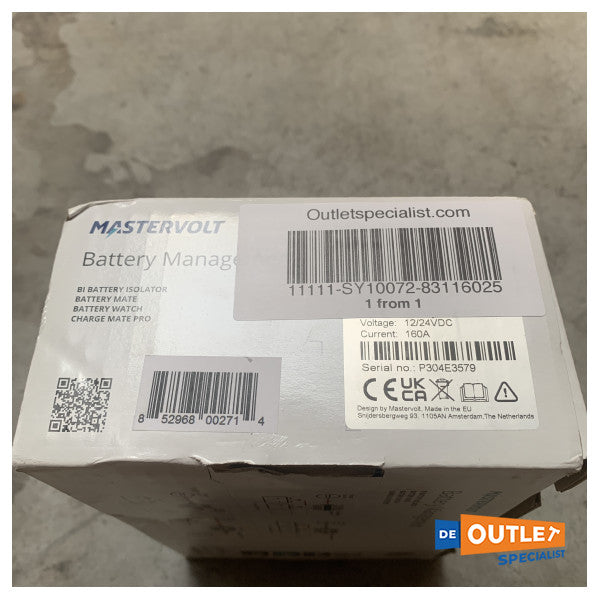 MASTERVOLT
Battery Manage
BI BATTERY ISOLATOR
BATTERY MATE
BATTERY WATCH
CHARGE MATE PRO
Outletspecialist.com
11111-SY10072-83116025
1 from 1
Voltage: 12/24VDC
Current: 160A
Serial no.: P304E3579
CE UK CA
Design by Mastervolt, Made in the EU
Snijdersbergweg 93, 1105AN Amsterdam, The Netherlands
8 52968 00271 4
DE OUTLET
SPECIALIST